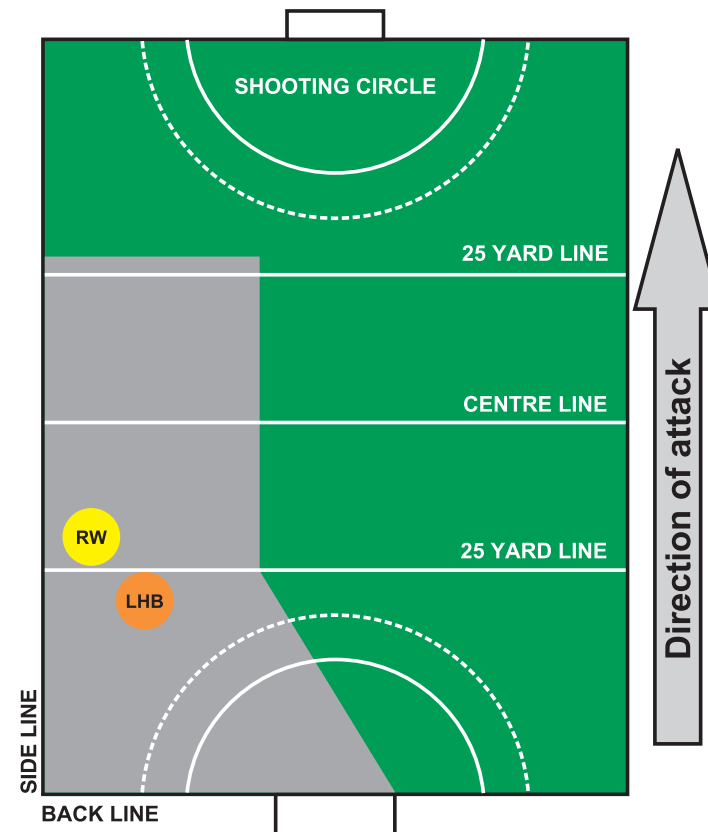 SHOOTING CIRCLE
25 YARD LINE
CENTRE LINE
RW
25 YARD LINE
LHB
Direction of attack
SIDE LINE
BACK LINE